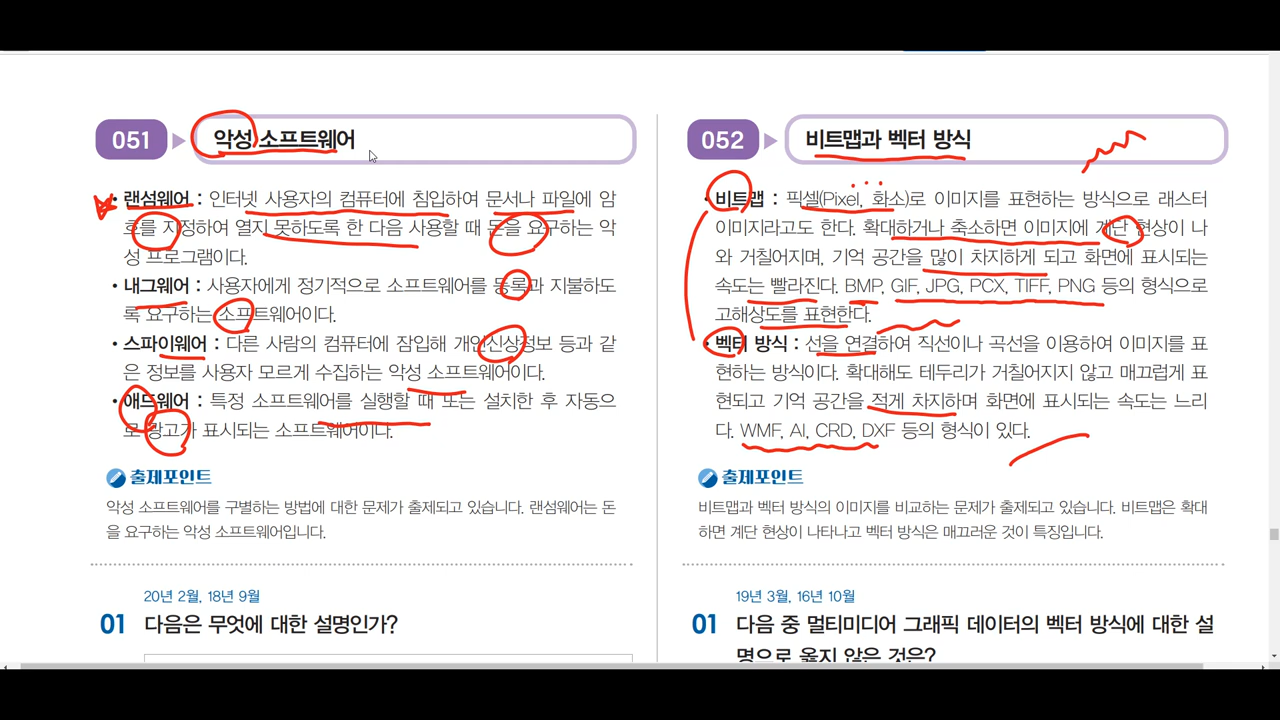 051 악성 소프트웨어
• 랜섬웨어 : 인터넷 사용자의 컴퓨터에 침입하여 문서나 파일에 암
호를 지정하여 열지 못하도록 한 다음 사용할 때 돈을 요구하는 악
성 프로그램이다.
• 내그웨어 : 사용자에게 정기적으로 소프트웨어를 등록과 지불하도
록 요구하는 소프트웨어이다.
• 스파이웨어 : 다른 사람의 컴퓨터에 잠입해 개인신상정보 등과 같
은 정보를 사용자 모르게 수집하는 악성 소프트웨어이다.
• 애드웨어 : 특정 소프트웨어를 실행할 때 또는 설치한 후 자동으
로 광고가 표시되는 소프트웨어이다.
출제포인트
악성 소프트웨어를 구별하는 방법에 대한 문제가 출제되고 있습니다. 랜섬웨어는 돈
을 요구하는 악성 소프트웨어입니다.
20년 2월, 18년 9월
01 다음은 무엇에 대한 설명인가?
052 비트맵과 벡터 방식
• 비트맵 : 픽셀(Pixel, 화소)로 이미지를 표현하는 방식으로 래스터
이미지라고도 한다. 확대하거나 축소하면 이미지에 계단 현상이 나
와 거칠어지며, 기억 공간을 많이 차지하게 되고 화면에 표시되는
속도는 빨라진다. BMP, GIF, JPG, PCX, TIFF, PNG 등의 형식으로
고해상도를 표현한다.
• 벡터 방식 : 선을 연결하여 직선이나 곡선을 이용하여 이미지를 표
현하는 방식이다. 확대해도 테두리가 거칠어지지 않고 매끄럽게 표
현되고 기억 공간을 적게 차지하며 화면에 표시되는 속도는 느리
다. WMF, AI, CRD, DXF 등의 형식이 있다.
출제포인트
비트맵과 벡터 방식의 이미지를 비교하는 문제가 출제되고 있습니다. 비트맵은 확대
하면 계단 현상이 나타나고 벡터 방식은 매끄러운 것이 특징입니다.
19년 3월, 16년 10월
01 다음 중 멀티미디어 그래픽 데이터의 벡터 방식에 대한 설
명으로 옳지 않은 것은?